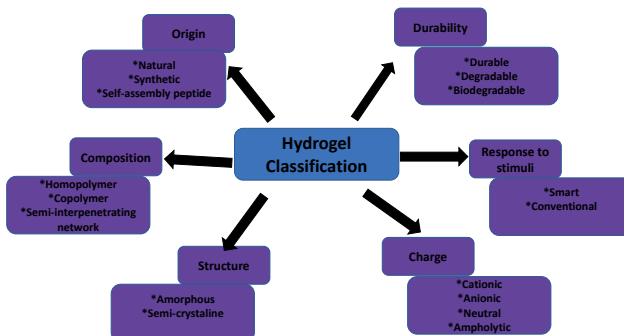 Origin
*Natural
*Synthetic
*Self-assembly peptide
Durability
*Durable
*Degradable
*Biodegradable
Hydrogel
Classification
Composition
*Homopolymer
*Copolymer
*Semi-interpenetrating
network
Response to
stimuli
*Smart
*Conventional
Structure
*Amorphous
*Semi-crystaline
Charge
*Cationic
*Anionic
*Neutral
*Ampholytic